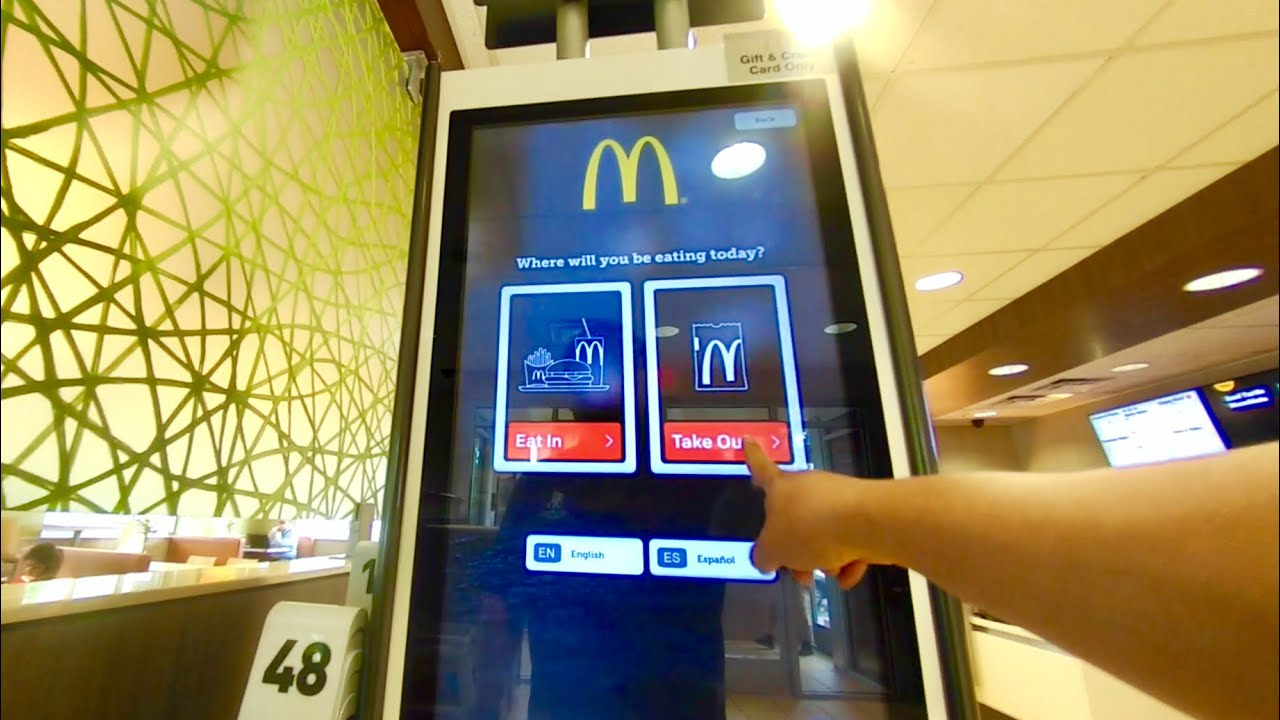 Gift & 
Card Only
Back
Where will you be eating today?
Eat In
Take Ou
EN English
ES Español
48
1